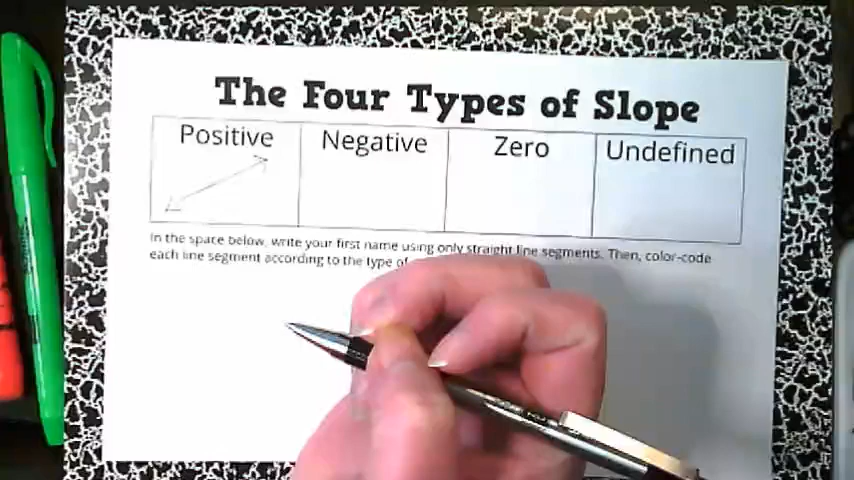 The Four Types of Slope
Positive Negative Zero Undefined
In the space below, write your first name using only straight line segments. Then, color-code
each line segment according to the type of